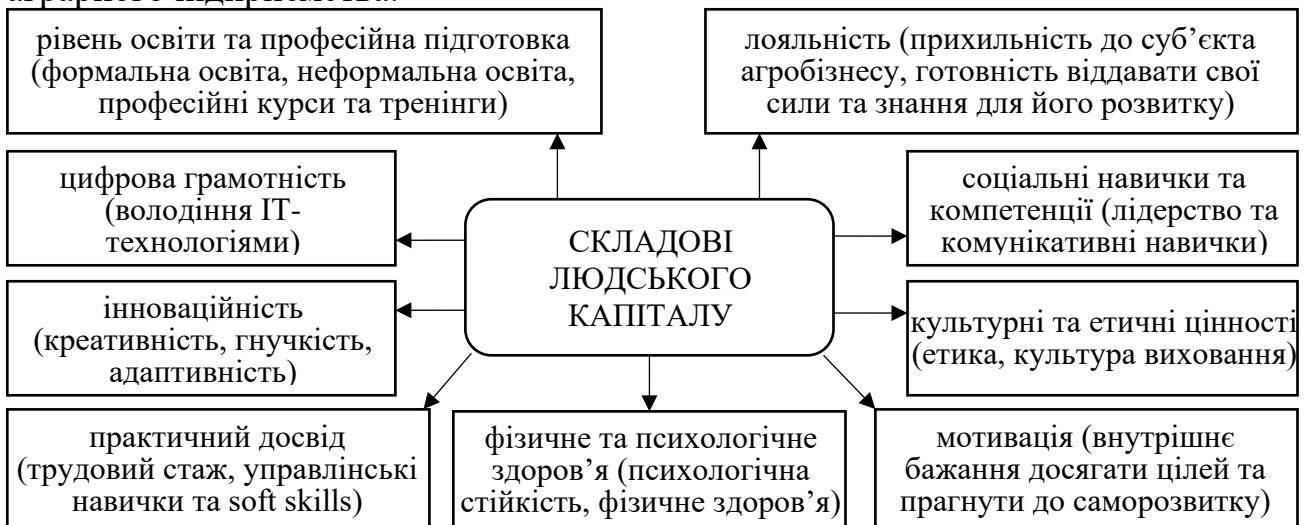 аграрного підприємства.
рівень освіти та професійна підготовка
(формальна освіта, неформальна освіта,
професійні курси та тренінги)
лояльність (прихильність до суб’єкта
агробізнесу, готовність віддавати свої
сили та знання для його розвитку)
цифрова грамотність
(володіння ІТ-
технологіями)
соціальні навички та
компетенції (лідерство та
комунікативні навички)
СКЛАДОВІ
ЛЮДСЬКОГО
КАПІТАЛУ
інноваційність
(креативність, гнучкість,
адаптивність)
культурні та етичні цінності
(етика, культура виховання)
практичний досвід
(трудовий стаж, управлінські
навички та soft skills)
фізичне та психологічне
здоров’я (психологічна
стійкість, фізичне здоров’я)
мотивація (внутрішнє
бажання досягати цілей та
прагнути до саморозвитку)